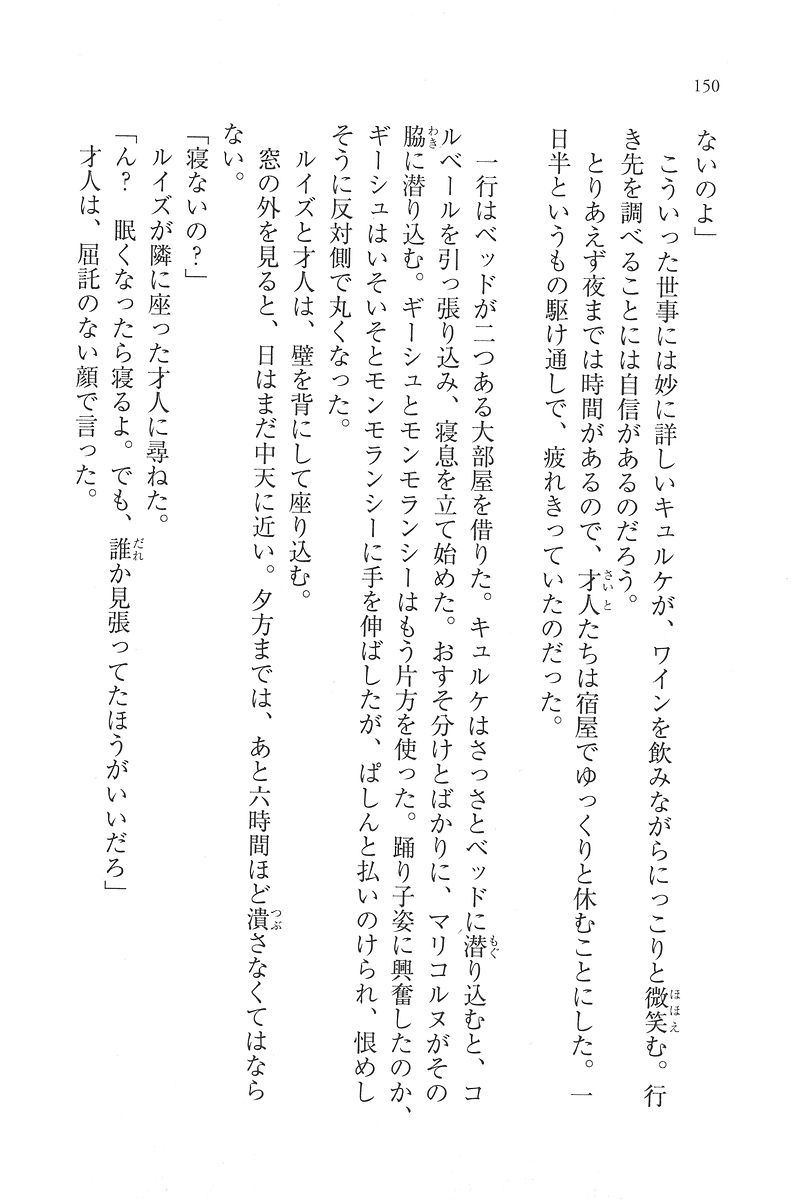 150
ないのよ」
　こういった世事には妙に詳しいキュルケが、ワインを飲みながらにっこりと微笑む。行
き先を調べることには自信があるのだろう。
　とりあえず夜までは時間があるので、才人たちは宿屋でゆっくりと休むことにした。一
日半というもの駆け通しで、疲れきっていたのだった。
　一行はベッドが二つある大部屋を借りた。キュルケはさっさとベッドに潜り込むと、コ
ルベールを引っ張り込み、寝息を立て始めた。おすそ分けとばかりに、マリコルヌがその
脇に潜り込む。ギーシュとモンモランシーはもう片方を使った。踊り子姿に興奮したのか、
ギーシュはいそいそとモンモランシーに手を伸ばしたが、ぱしんと払いのけられ、恨めし
そうに反対側で丸くなった。
　ルイズと才人は、壁を背にして座り込む。
　窓の外を見ると、日はまだ中天に近い。夕方までは、あと六時間ほど潰さなくてはなら
ない。
「寝ないの？」
　ルイズが隣に座った才人に尋ねた。
「ん？　眠くなったら寝るよ。でも、誰か見張ってたほうがいいだろ」
　才人は、屈託のない顔で言った。